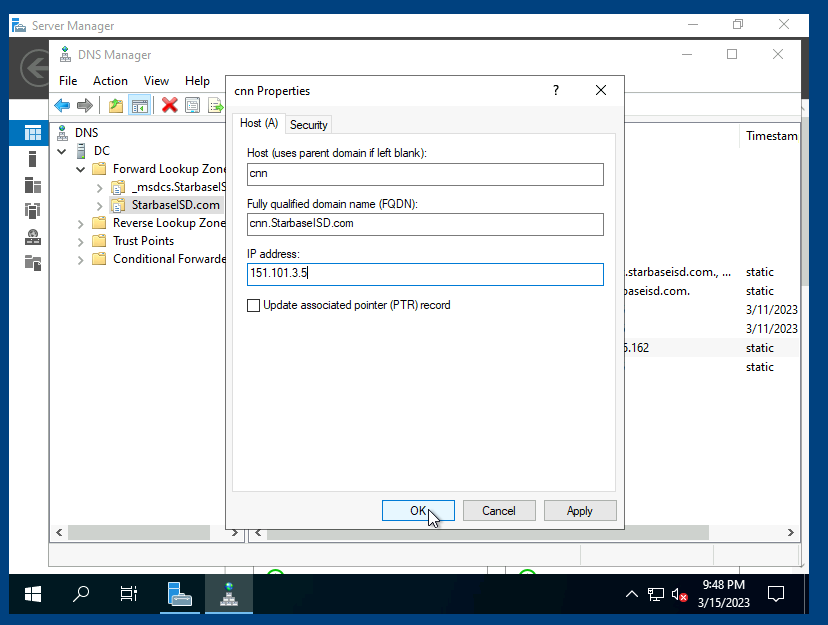 Server Manager
DNS Manager
File Action View Help
cnn Properties
?
Host (A) Security
Host (uses parent domain if left blank):
cnn
Fully qualified domain name (FQDN):
cnn.StarbaseISD.com
IP address:
151.101.3.5
Update associated pointer (PTR) record
OK Cancel Apply
DNS
DC
Forward Lookup Zone
_msdcs.StarbaseIS
StarbaseISD.com
Reverse Lookup Zone
Trust Points
Conditional Forwarde
Timestam
.starbaseisd.com., ... static
baseisd.com. static
3/11/2023
3/11/2023
5.162 static
static
9:48 PM
3/15/2023